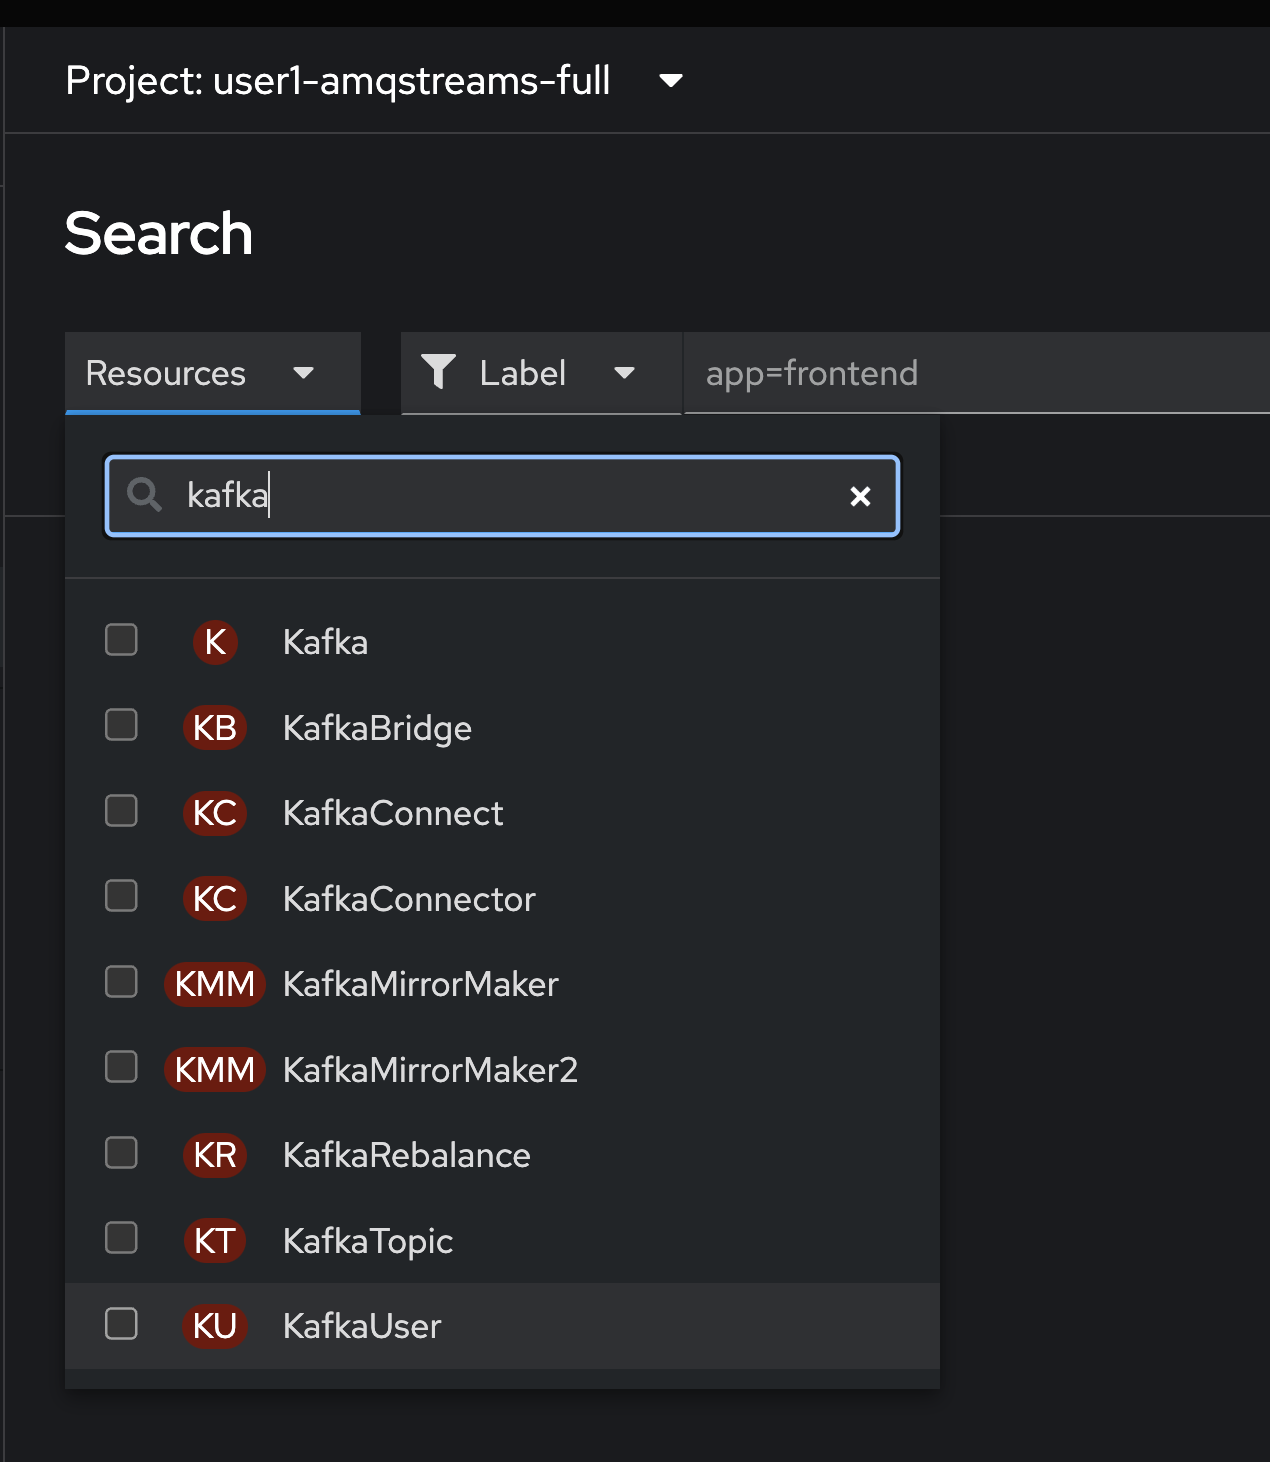 Project: user1-amqstreams-full
Search
Resources Label app=frontend
kafka
K Kafka
KB KafkaBridge
KC KafkaConnect
KC KafkaConnector
KMM KafkaMirrorMaker
KMM KafkaMirrorMaker2
KR KafkaRebalance
KT KafkaTopic
KU KafkaUser